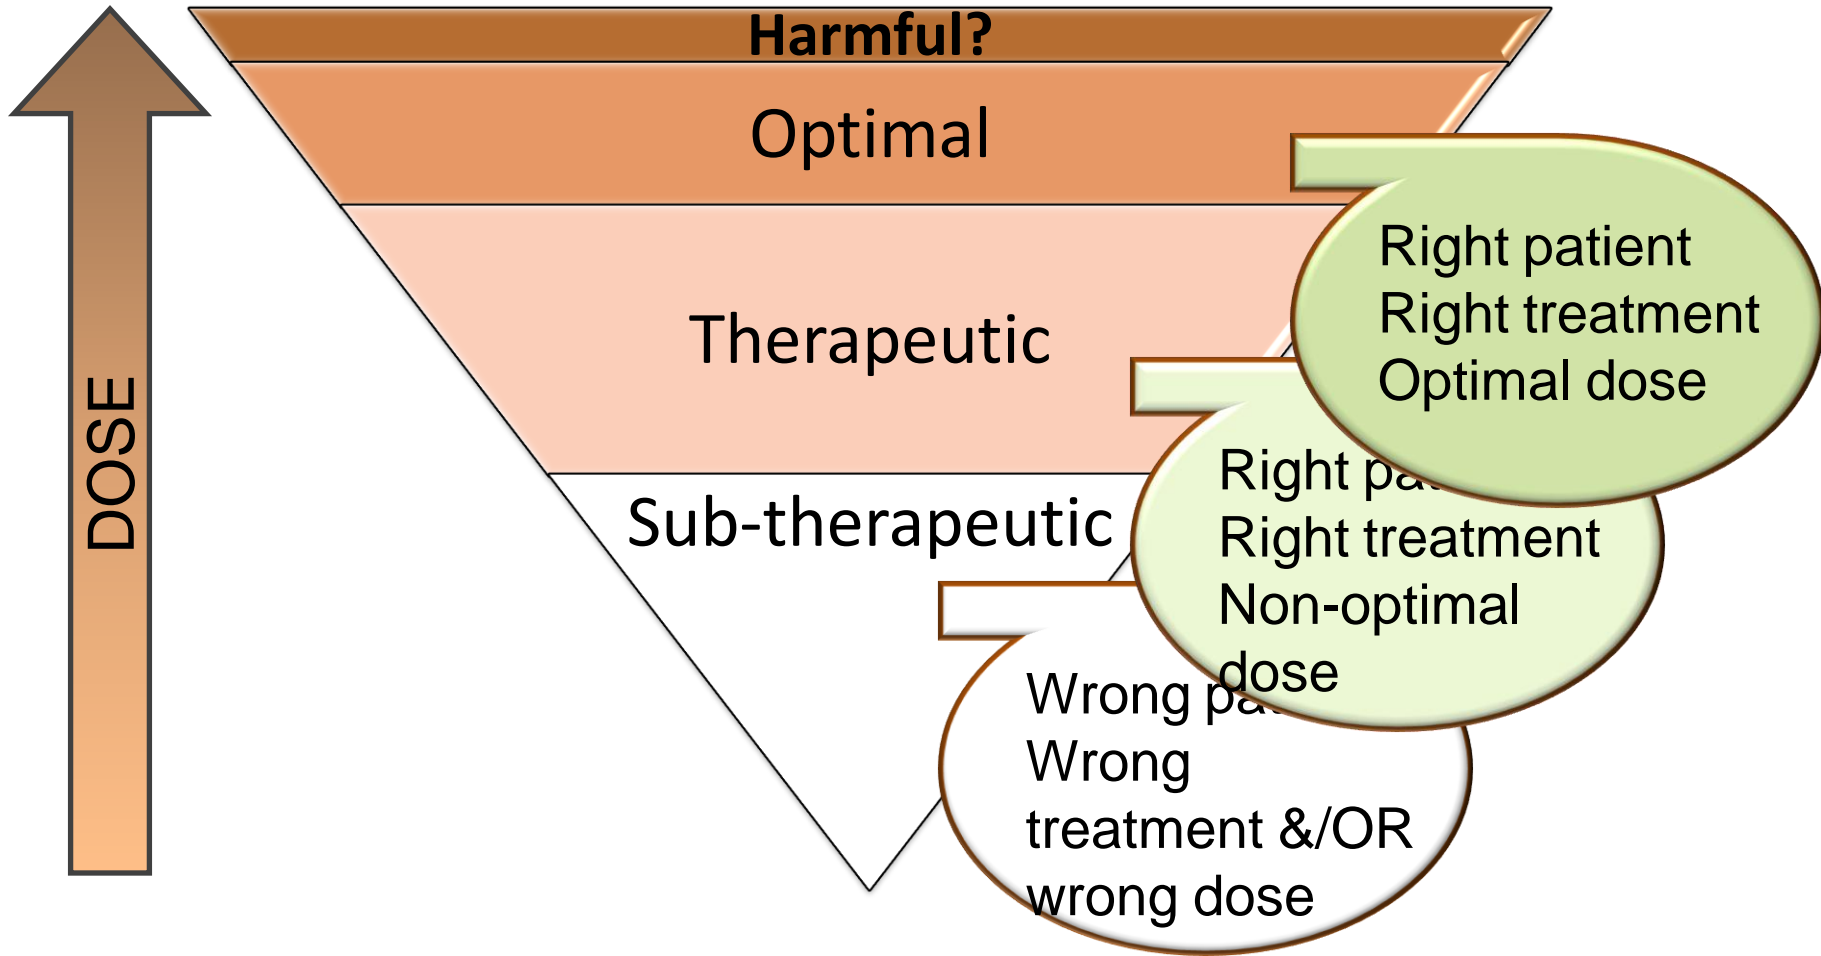 Harmful?
Optimal
Therapeutic
Sub-therapeutic
DOSE
Right patient
Right treatment
Optimal dose
Right
Right treatment
Non-optimal
dose
Wrong
Wrong
treatment &/OR
wrong dose